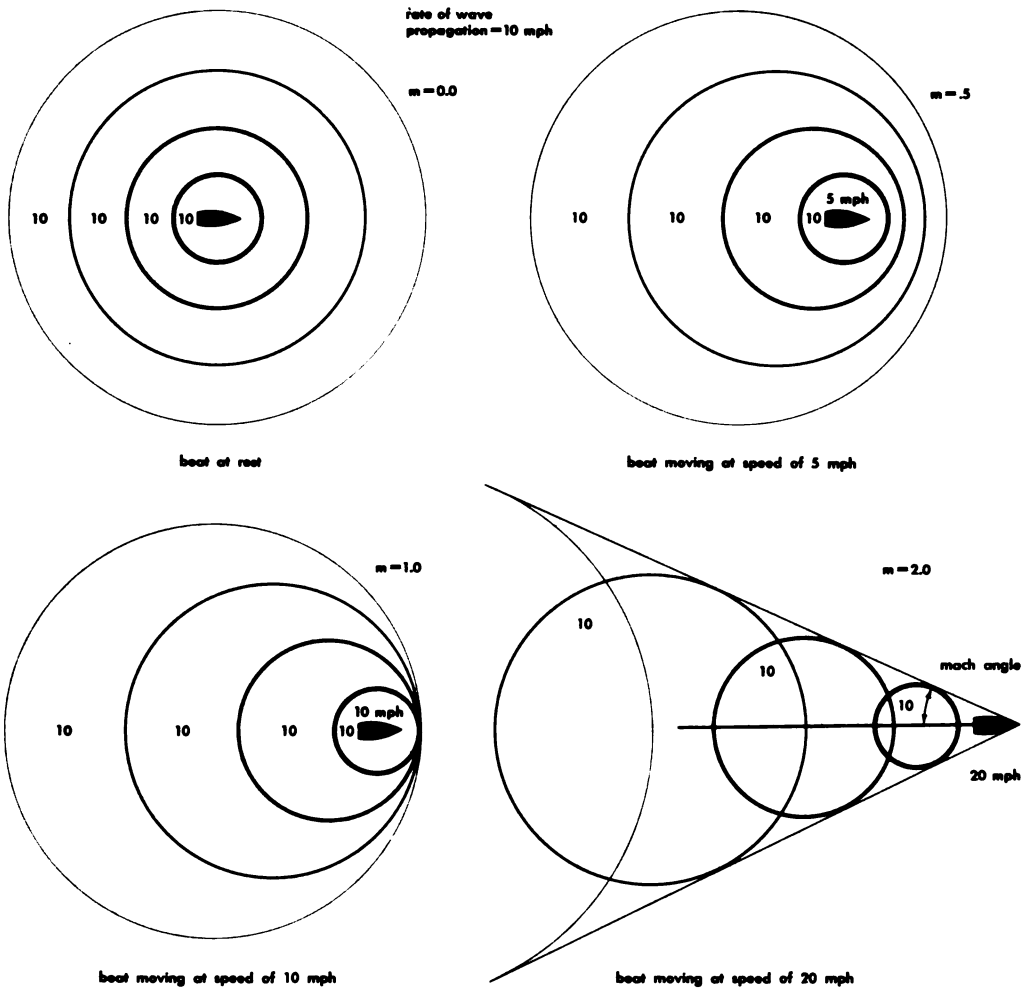 rate of wave
propagation = 10 mph
m = 0.0
10 10 10 10
boat at rest
m = .5
5 mph
10 10 10 10
boat moving at speed of 5 mph
m = 1.0
10 mph
10 10 10 10
boat moving at speed of 10 mph
m = 2.0
10
10
mach angle
10
20 mph
boat moving at speed of 20 mph